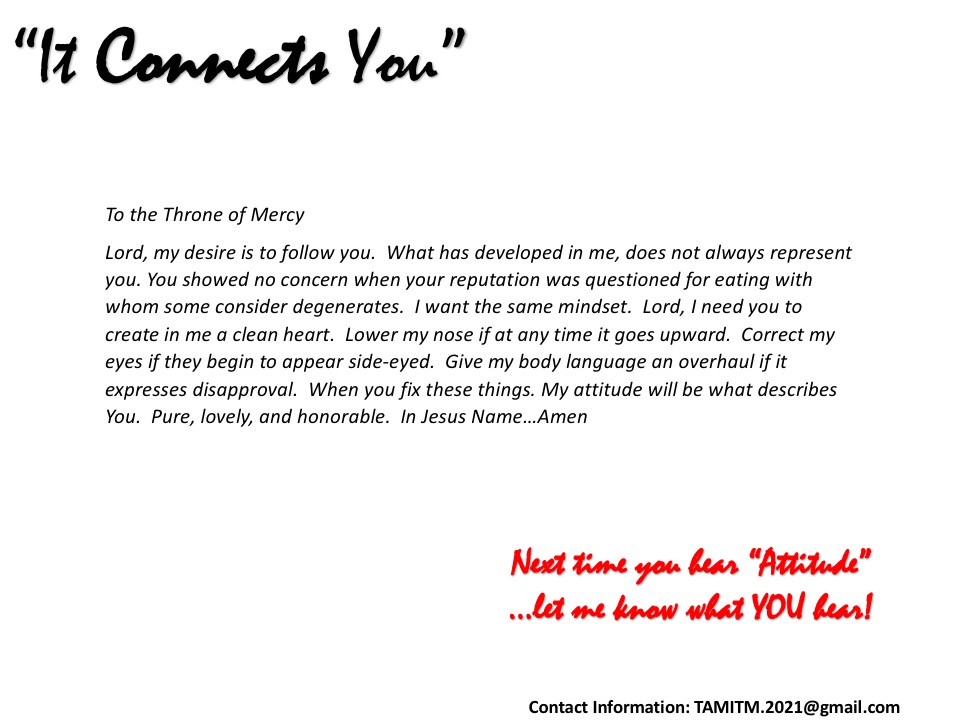 “It Connects You”
To the Throne of Mercy
Lord, my desire is to follow you.  What has developed in me, does not always represent
you. You showed no concern when your reputation was questioned for eating with
whom some consider degenerates.  I want the same mindset.  Lord, I need you to
create in me a clean heart.  Lower my nose if at any time it goes upward.  Correct my
eyes if they begin to appear side-eyed.  Give my body language an overhaul if it
expresses disapproval.  When you fix these things. My attitude will be what describes
You.  Pure, lovely, and honorable.  In Jesus Name…Amen
Next time you hear “Attitude”
…let me know what YOU hear!
Contact Information: TAMITM.2021@gmail.com